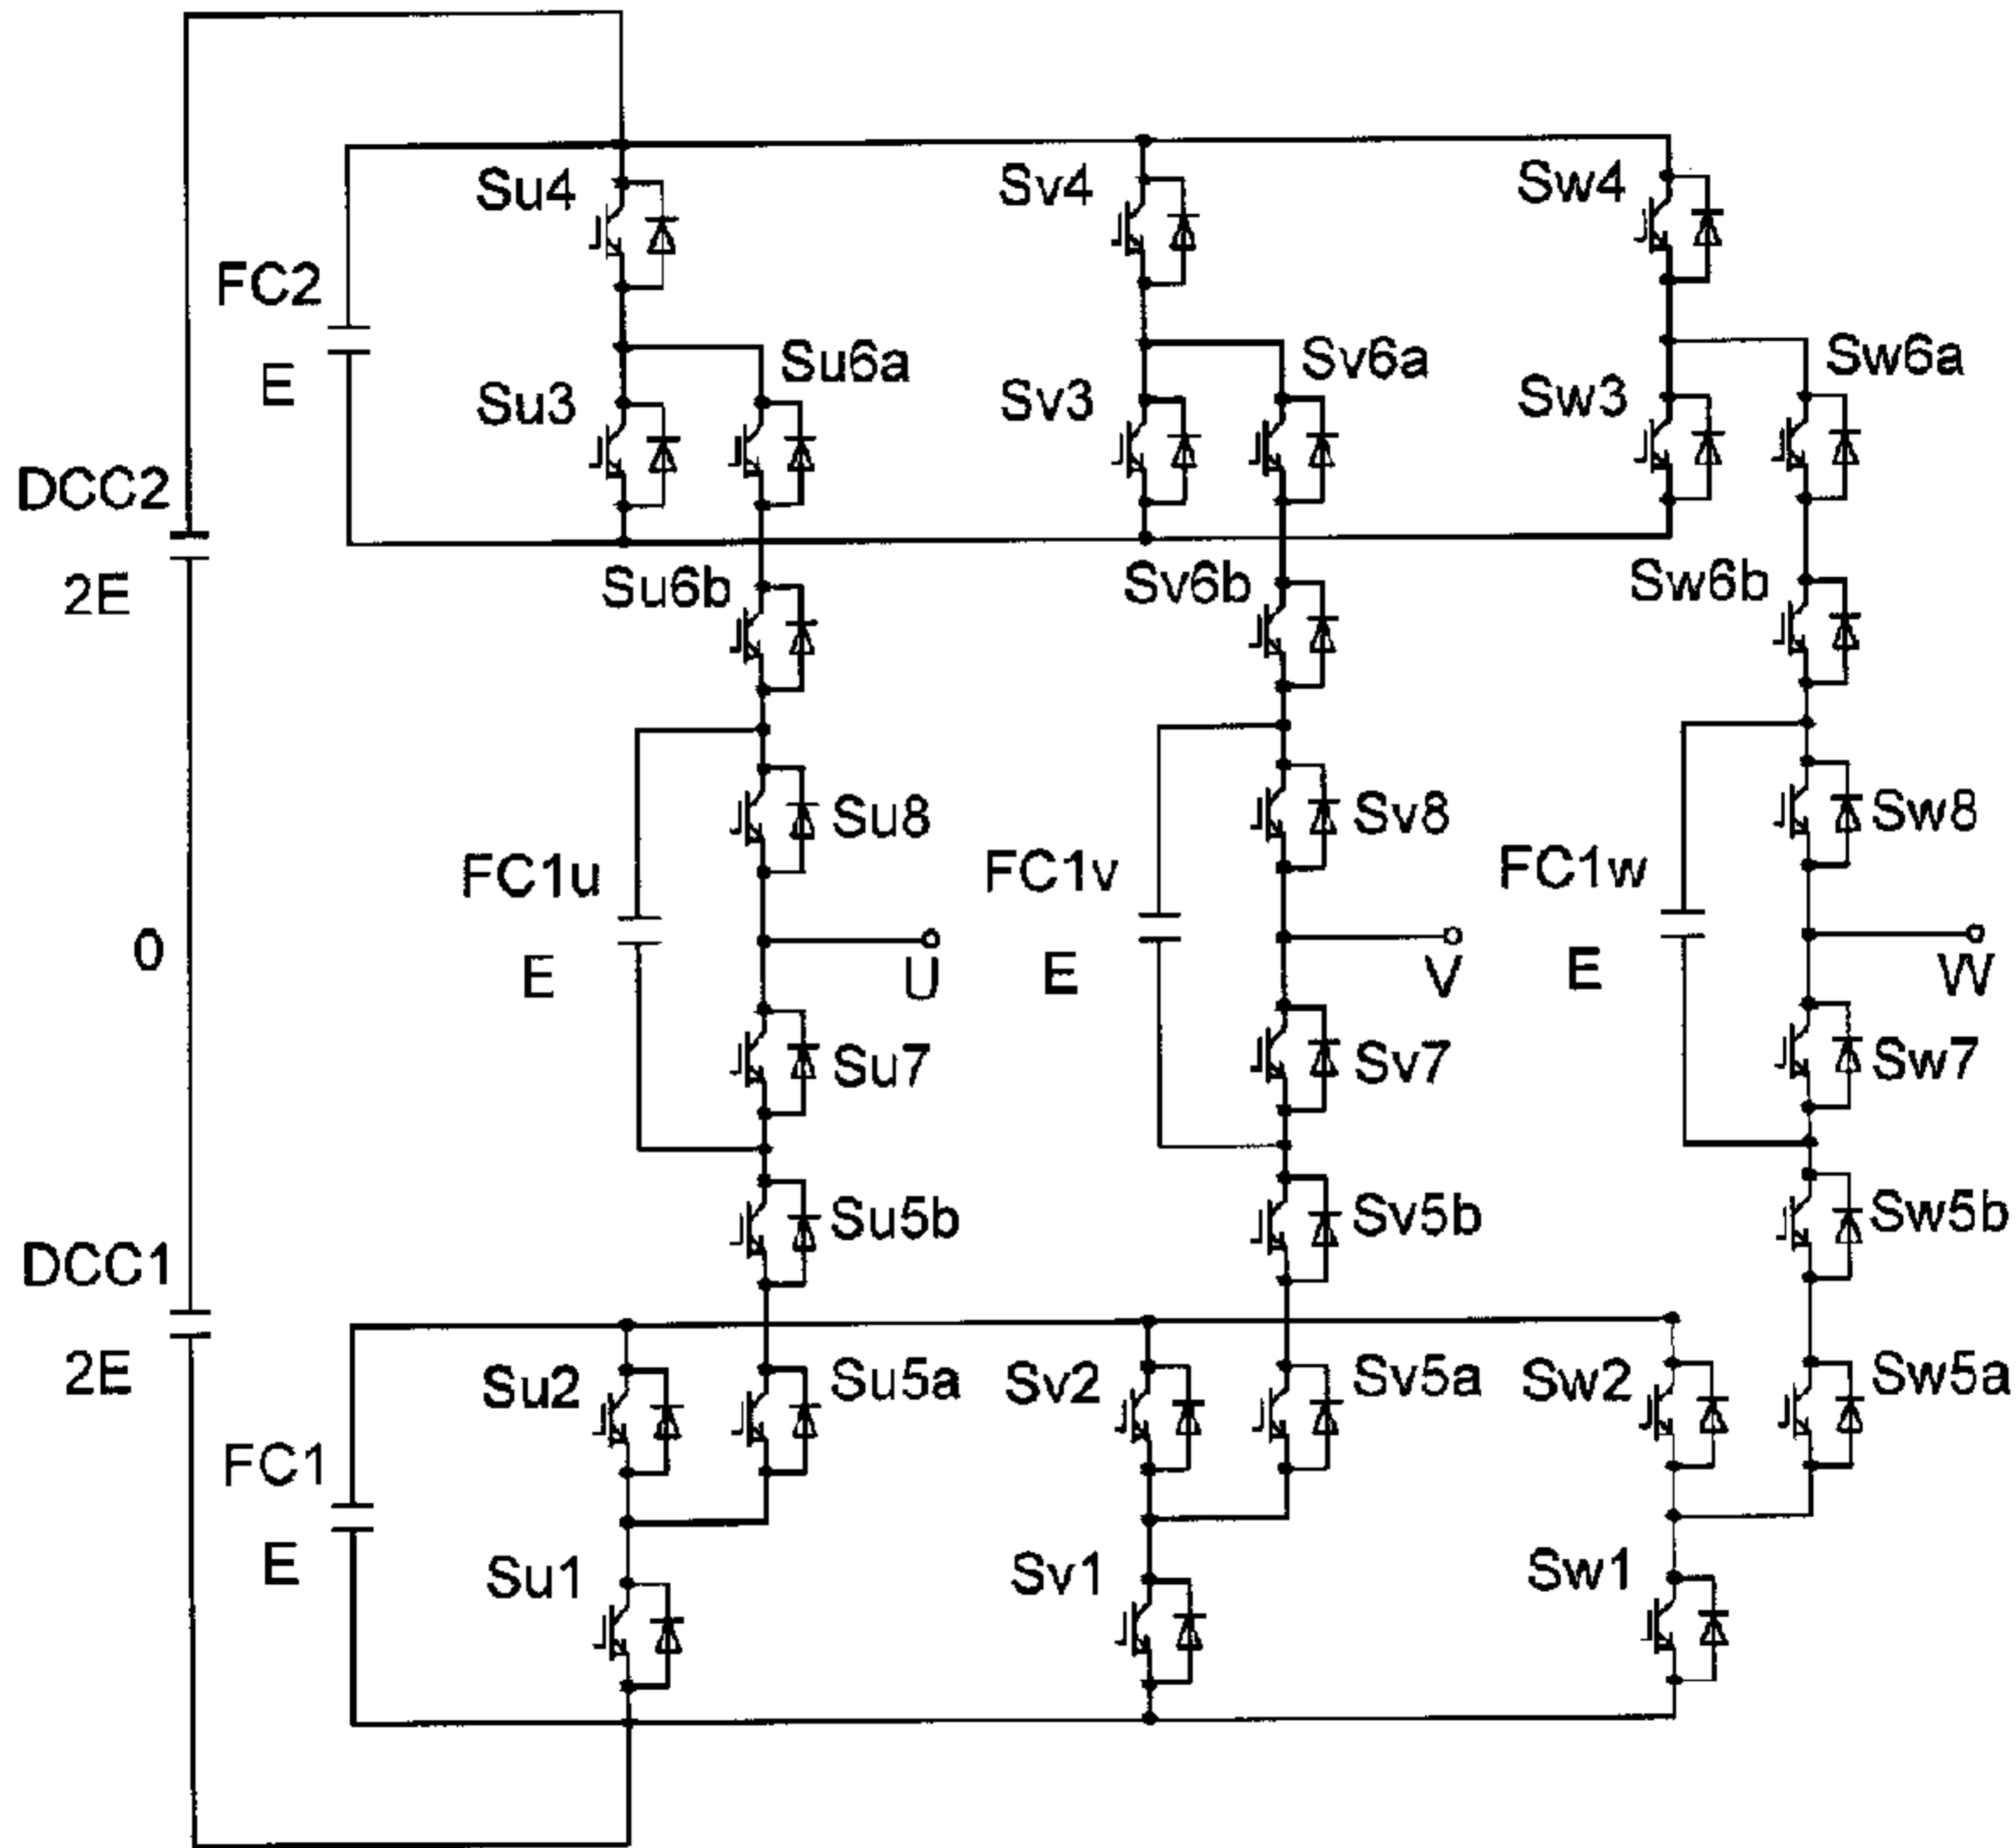 Su4
Sv4
Sw4
FC2
E
Su6a
Sv6a
Sw6a
Su3
Sv3
Sw3
DCC2
2E
Su6b
Sv6b
Sw6b
Su8
Sv8
Sw8
FC1u
FC1v
FC1w
0
E
E
E
U
V
W
Su7
Sv7
Sw7
Su5b
Sv5b
Sw5b
DCC1
2E
Su2
Su5a
Sv2
Sv5a
Sw2
Sw5a
FC1
E
Su1
Sv1
Sw1